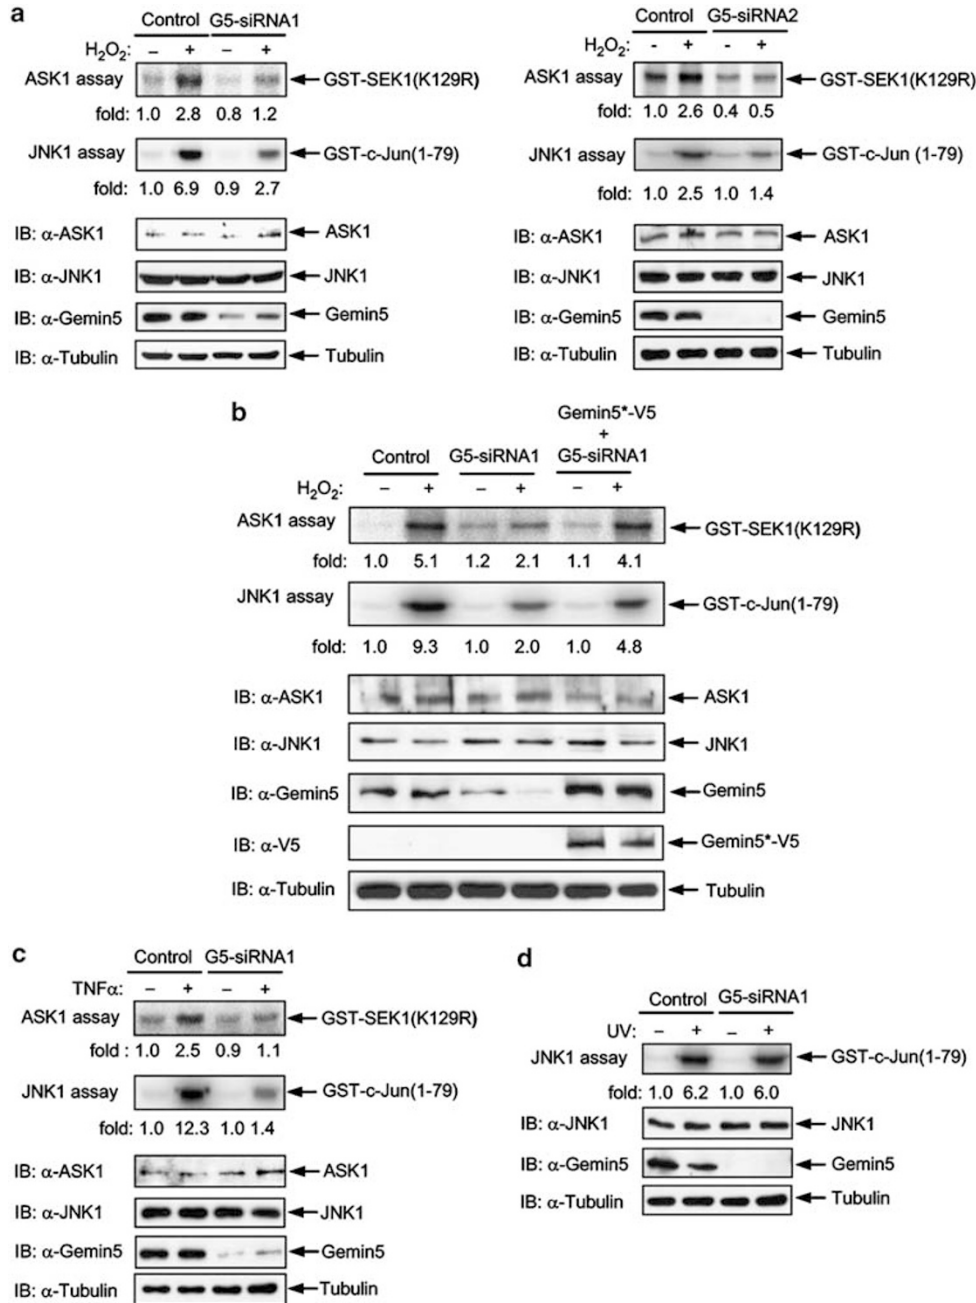 a
Control G5-siRNA1
H₂O₂: – + – +
ASK1 assay GST-SEK1(K129R)
fold: 1.0 2.8 0.8 1.2
JNK1 assay GST-c-Jun(1-79)
fold: 1.0 6.9 0.9 2.7
IB: α-ASK1 ASK1
IB: α-JNK1 JNK1
IB: α-Gemin5 Gemin5
IB: α-Tubulin Tubulin
Control G5-siRNA2
H₂O₂: - + - +
ASK1 assay GST-SEK1(K129R)
fold: 1.0 2.6 0.4 0.5
JNK1 assay GST-c-Jun (1-79)
fold: 1.0 2.5 1.0 1.4
IB: α-ASK1 ASK1
IB: α-JNK1 JNK1
IB: α-Gemin5 Gemin5
IB: α-Tubulin Tubulin
b
Gemin5*-V5
+
Control G5-siRNA1 G5-siRNA1
H₂O₂: – + – + – +
ASK1 assay GST-SEK1(K129R)
fold: 1.0 5.1 1.2 2.1 1.1 4.1
JNK1 assay GST-c-Jun(1-79)
fold: 1.0 9.3 1.0 2.0 1.0 4.8
IB: α-ASK1 ASK1
IB: α-JNK1 JNK1
IB: α-Gemin5 Gemin5
IB: α-V5 Gemin5*-V5
IB: α-Tubulin Tubulin
c
Control G5-siRNA1
TNFα: – + – +
ASK1 assay GST-SEK1(K129R)
fold : 1.0 2.5 0.9 1.1
JNK1 assay GST-c-Jun(1-79)
fold: 1.0 12.3 1.0 1.4
IB: α-ASK1 ASK1
IB: α-JNK1 JNK1
IB: α-Gemin5 Gemin5
IB: α-Tubulin Tubulin
d
Control G5-siRNA1
UV: – + – +
JNK1 assay GST-c-Jun(1-79)
fold: 1.0 6.2 1.0 6.0
IB: α-JNK1 JNK1
IB: α-Gemin5 Gemin5
IB: α-Tubulin Tubulin